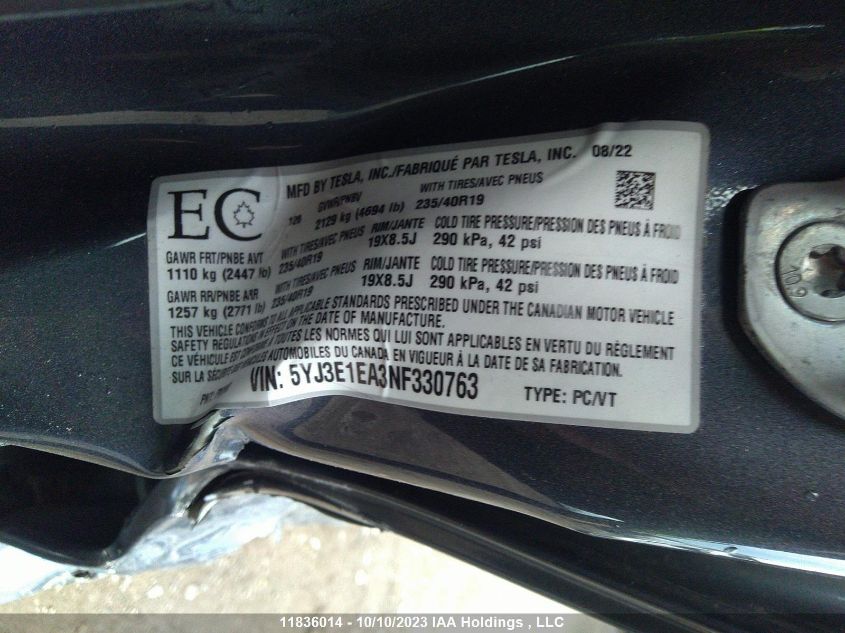 EC
MFD BY TESLA, INC./FABRIQUÉ PAR TESLA, INC. 08/22
GVWR/PNBV
2129 kg (4694 lb)
WITH TIRES/AVEC PNEUS
235/40R19
GAWR FRT/PNBE AVT
1110 kg (2447 lb)
WITH TIRES/AVEC PNEUS
235/40R19
RIM/JANTE
19X8.5J
COLD TIRE PRESSURE/PRESSION DES PNEUS À FROID
290 kPa, 42 psi
GAWR RR/PNBE ARR
1257 kg (2771 lb)
WITH TIRES/AVEC PNEUS
235/40R19
RIM/JANTE
19X8.5J
COLD TIRE PRESSURE/PRESSION DES PNEUS À FROID
290 kPa, 42 psi
THIS VEHICLE CONFORMS TO ALL APPLICABLE STANDARDS PRESCRIBED UNDER THE CANADIAN MOTOR VEHICLE
SAFETY REGULATIONS IN EFFECT ON THE DATE OF MANUFACTURE.
CE VÉHICULE EST CONFORME À TOUTES LES NORMES QUI LUI SONT APPLICABLES EN VERTU DU RÈGLEMENT
SUR LA SÉCURITÉ DES VÉHICULES AUTOMOBILES DU CANADA EN VIGUEUR À LA DATE DE SA FABRICATION.
VIN: 5YJ3E1EA3NF330763
TYPE: PC/VT
10.9
11836014 - 10/10/2023 IAA Holdings , LLC